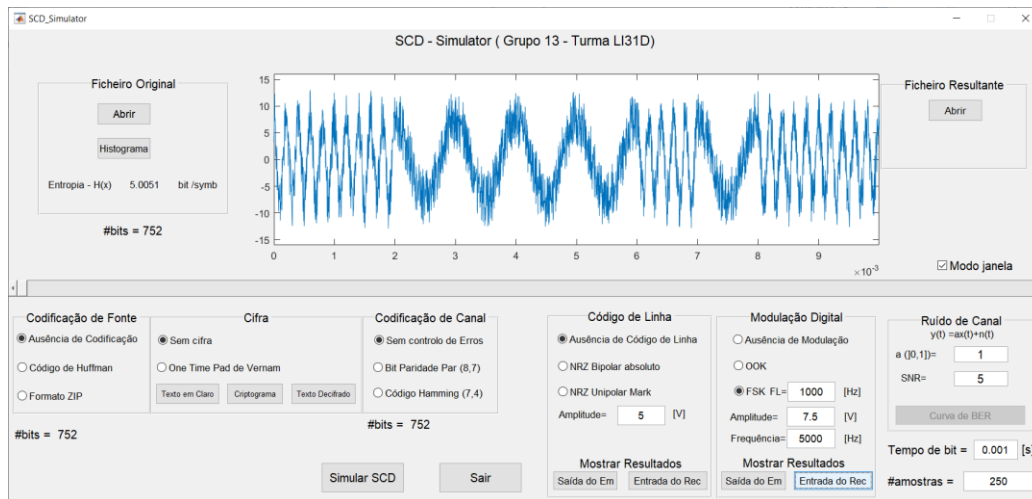 SCD_Simulator
SCD - Simulator ( Grupo 13 - Turma LI31D)
Ficheiro Original
Abrir
Histograma
Entropia - H(x) 5.0051 bit /symb
#bits = 752
15
10
5
0
-5
-10
-15
0 1 2 3 4 5 6 7 8 9
×10⁻³
Ficheiro Resultante
Abrir
Modo janela
Codificação de Fonte
Ausência de Codificação
Código de Huffman
Formato ZIP
#bits = 752
Cifra
Sem cifra
One Time Pad de Vernam
Texto em Claro Criptograma Texto Decifrado
Codificação de Canal
Sem controlo de Erros
Bit Paridade Par (8,7)
Código Hamming (7,4)
#bits = 752
Simular SCD Sair
Código de Linha
Ausência de Código de Linha
NRZ Bipolar absoluto
NRZ Unipolar Mark
Amplitude= 5 [V]
Mostrar Resultados
Saída do Em Entrada do Rec
Modulação Digital
Ausência de Modulação
OOK
FSK FL= 1000 [Hz]
Amplitude= 7.5 [V]
Frequência= 5000 [Hz]
Mostrar Resultados
Saída do Em Entrada do Rec
Ruído de Canal
y(t) =ax(t)+n(t)
a (]0,1])= 1
SNR= 5
Curva de BER
Tempo de bit = 0.001 [s]
#amostras = 250